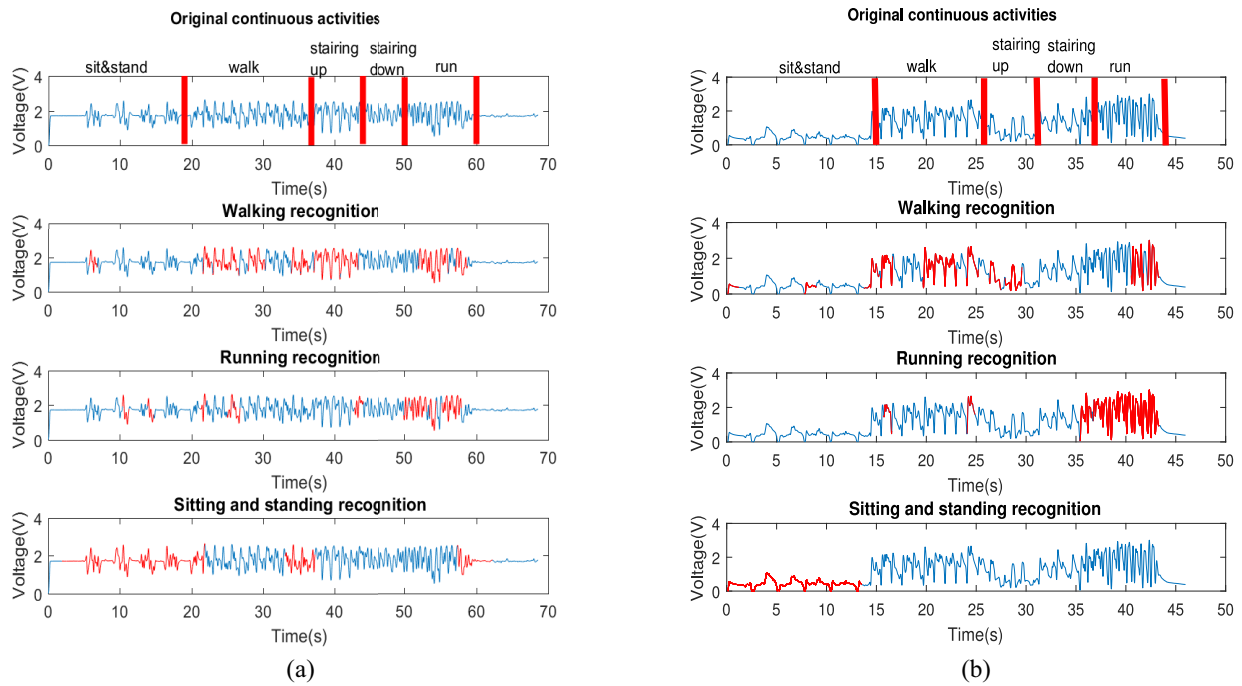 Original continuous activities
sit&stand
walk
stairing
up
stairing
down
run
Voltage(V)
4
2
0
0 10 20 30 40 50 60 70
Time(s)
Walking recognition
Voltage(V)
4
2
0
0 10 20 30 40 50 60 70
Time(s)
Running recognition
Voltage(V)
4
2
0
0 10 20 30 40 50 60 70
Time(s)
Sitting and standing recognition
Voltage(V)
4
2
0
0 10 20 30 40 50 60 70
Time(s)
(a)
Original continuous activities
sit&stand
walk
stairing
up
stairing
down
run
Voltage(V)
4
2
0
0 5 10 15 20 25 30 35 40 45 50
Time(s)
Walking recognition
Voltage(V)
4
2
0
0 5 10 15 20 25 30 35 40 45 50
Time(s)
Running recognition
Voltage(V)
4
2
0
0 5 10 15 20 25 30 35 40 45 50
Time(s)
Sitting and standing recognition
Voltage(V)
4
2
0
0 5 10 15 20 25 30 35 40 45 50
Time(s)
(b)